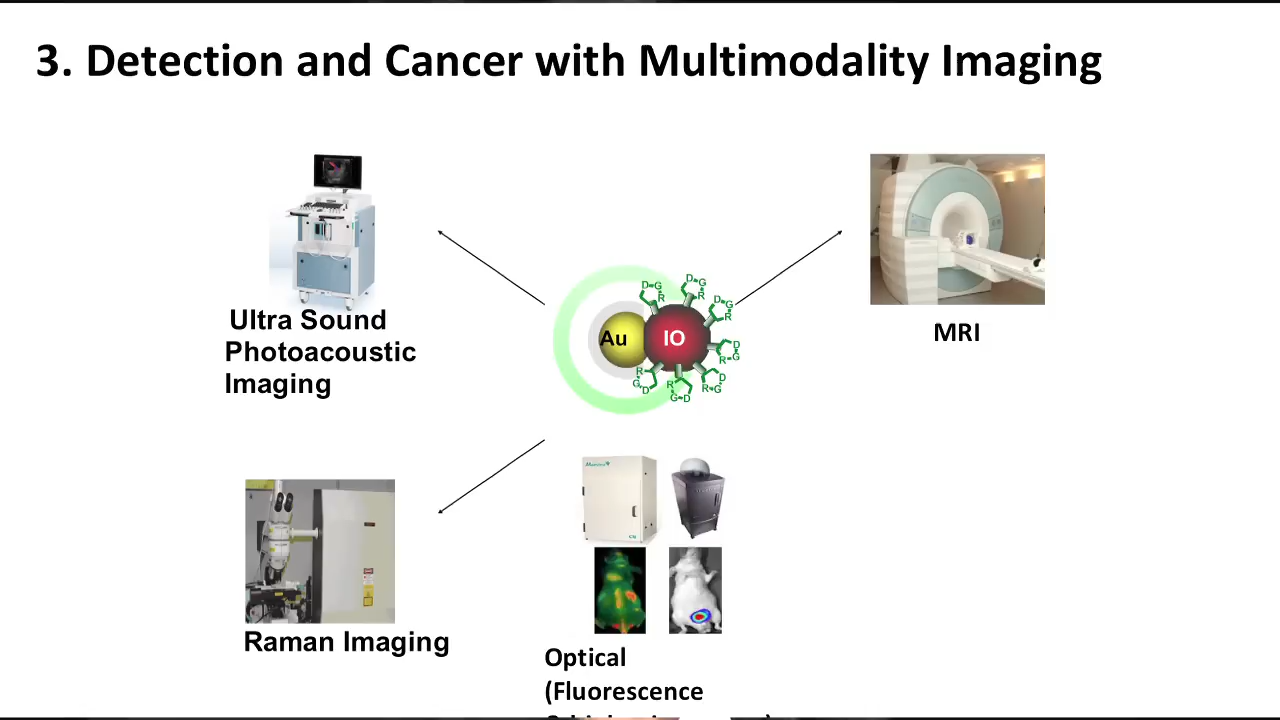 3. Detection and Cancer with Multimodality Imaging
Ultra Sound
Photoacoustic
Imaging
MRI
Au
IO
D G R
D G R
D G R
D G R
D G R
R G D
R G D
Raman Imaging
Optical
(Fluorescence